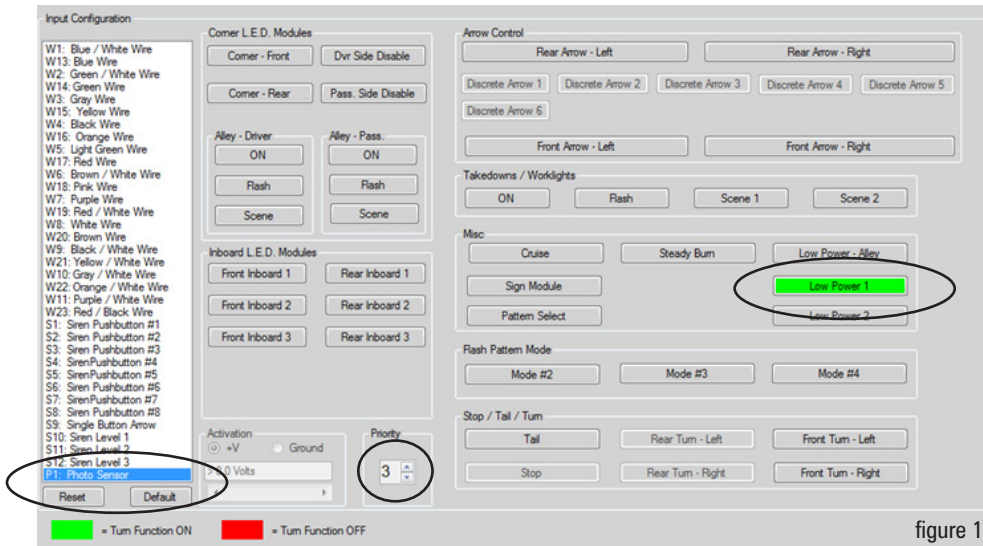 Input Configuration
W1: Blue / White Wire
W13: Blue Wire
W2: Green / White Wire
W14: Green Wire
W3: Gray Wire
W15: Yellow Wire
W4: Black Wire
W16: Orange Wire
W5: Light Green Wire
W17: Red Wire
W6: Brown / White Wire
W18: Pink Wire
W7: Purple Wire
W19: Red / White Wire
W8: White Wire
W20: Brown Wire
W9: Black / White Wire
W21: Yellow / White Wire
W10: Gray / White Wire
W22: Orange / White Wire
W11: Purple / White Wire
W23: Red / Black Wire
S1: Siren Pushbutton #1
S2: Siren Pushbutton #2
S3: Siren Pushbutton #3
S4: SirenPushbutton #4
S5: SirenPushbutton #5
S6: Siren Pushbutton #6
S7: SirenPushbutton #7
S8: Siren Pushbutton #8
S9: Single Button Arrow
S10: Siren Level 1
S11: Siren Level 2
S12: Siren Level 3
P1: Photo Sensor
Reset Default
Corner L.E.D. Modules
Corner - Front Dvr Side Disable
Corner - Rear Pass. Side Disable
Alley - Driver Alley - Pass.
ON ON
Flash Flash
Scene Scene
Inboard L.E.D. Modules
Front Inboard 1 Rear Inboard 1
Front Inboard 2 Rear Inboard 2
Front Inboard 3 Rear Inboard 3
Activation
+V Ground
0 Volts
Priority
3
Arrow Control
Rear Arrow - Left Rear Arrow - Right
Discrete Arrow 1 Discrete Arrow 2 Discrete Arrow 3 Discrete Arrow 4 Discrete Arrow 5
Discrete Arrow 6
Front Arrow - Left Front Arrow - Right
Takedowns / Worklights
ON Flash Scene 1 Scene 2
Misc
Cruise Steady Burn Low Power - Alley
Sign Module Low Power 1
Pattern Select Low Power 2
Flash Pattern Mode
Mode #2 Mode #3 Mode #4
Stop / Tail / Turn
Tail Rear Turn - Left Front Turn - Left
Stop Rear Turn - Right Front Turn - Right
= Turn Function ON = Turn Function OFF
figure 1